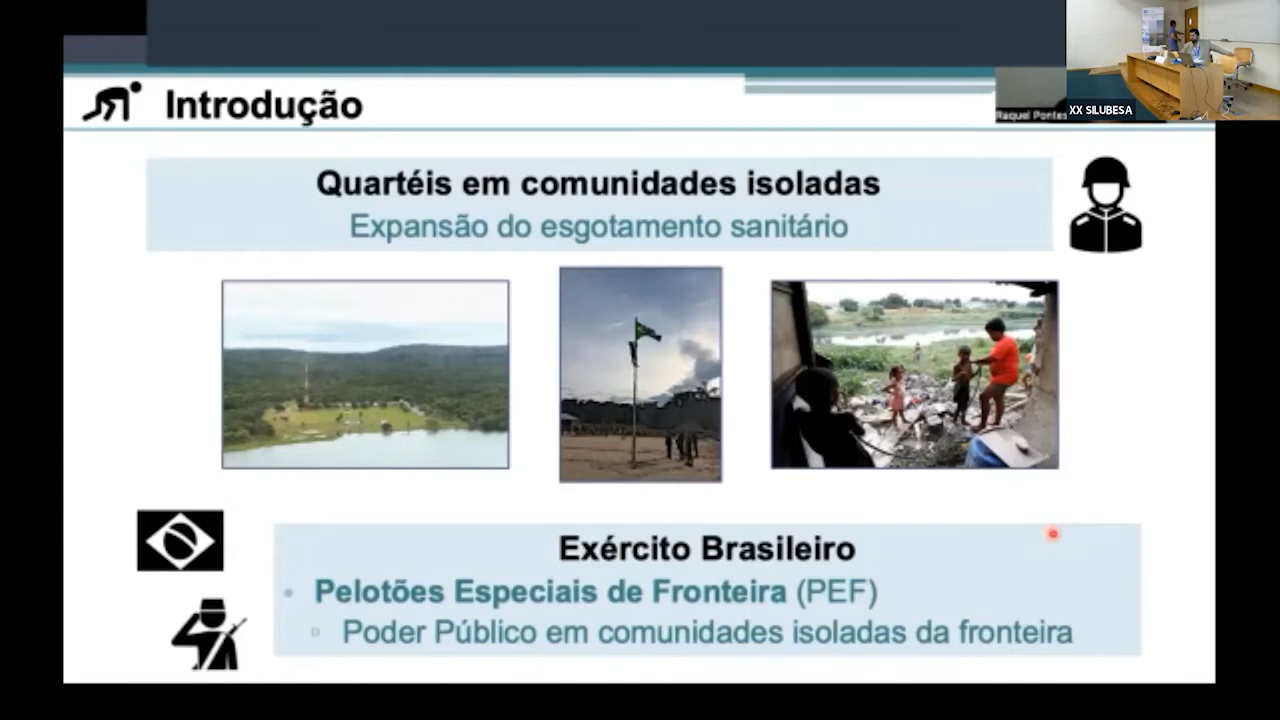 Introdução
Raquel Pontes
XX SILUBESA
Quartéis em comunidades isoladas
Expansão do esgotamento sanitário
Exército Brasileiro
• Pelotões Especiais de Fronteira (PEF)
▫ Poder Público em comunidades isoladas da fronteira